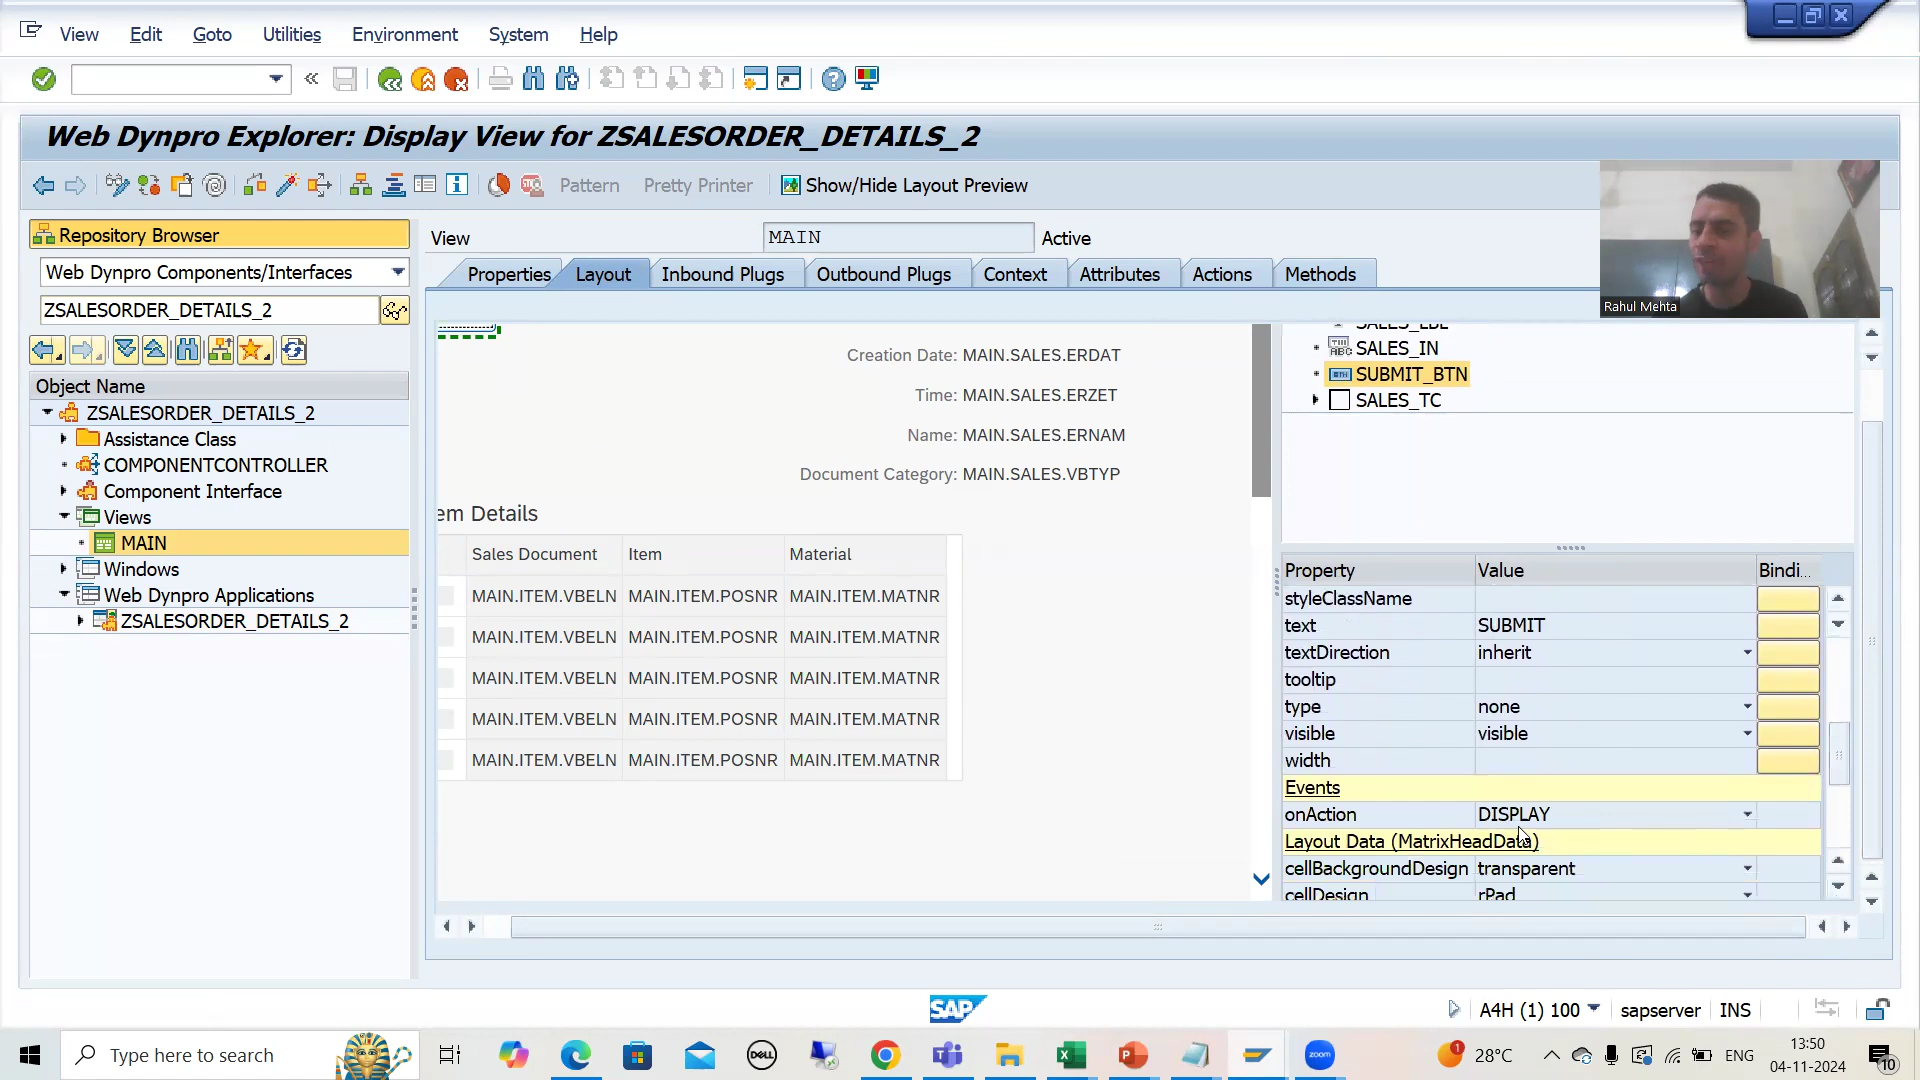 View Edit Goto Utilities Environment System Help
Web Dynpro Explorer: Display View for ZSALESORDER_DETAILS_2
Pattern Pretty Printer Show/Hide Layout Preview
Repository Browser
Web Dynpro Components/Interfaces
ZSALESORDER_DETAILS_2
Object Name
ZSALESORDER_DETAILS_2
Assistance Class
COMPONENTCONTROLLER
Component Interface
Views
MAIN
Windows
Web Dynpro Applications
ZSALESORDER_DETAILS_2
View MAIN Active
Properties Layout Inbound Plugs Outbound Plugs Context Attributes Actions Methods
Creation Date: MAIN.SALES.ERDAT
Time: MAIN.SALES.ERZET
Name: MAIN.SALES.ERNAM
Document Category: MAIN.SALES.VBTYP
em Details
Sales Document Item Material
MAIN.ITEM.VBELN MAIN.ITEM.POSNR MAIN.ITEM.MATNR
MAIN.ITEM.VBELN MAIN.ITEM.POSNR MAIN.ITEM.MATNR
MAIN.ITEM.VBELN MAIN.ITEM.POSNR MAIN.ITEM.MATNR
MAIN.ITEM.VBELN MAIN.ITEM.POSNR MAIN.ITEM.MATNR
MAIN.ITEM.VBELN MAIN.ITEM.POSNR MAIN.ITEM.MATNR
Rahul Mehta
SALES_LBL
SALES_IN
SUBMIT_BTN
SALES_TC
Property Value Bindi...
styleClassName
text SUBMIT
textDirection inherit
tooltip
type none
visible visible
width
Events
onAction DISPLAY
Layout Data (MatrixHeadData)
cellBackgroundDesign transparent
cellDesign rPad
SAP
A4H (1) 100 sapserver INS
Type here to search
DELL
zoom
1 28°C
ENG
13:50
04-11-2024
10